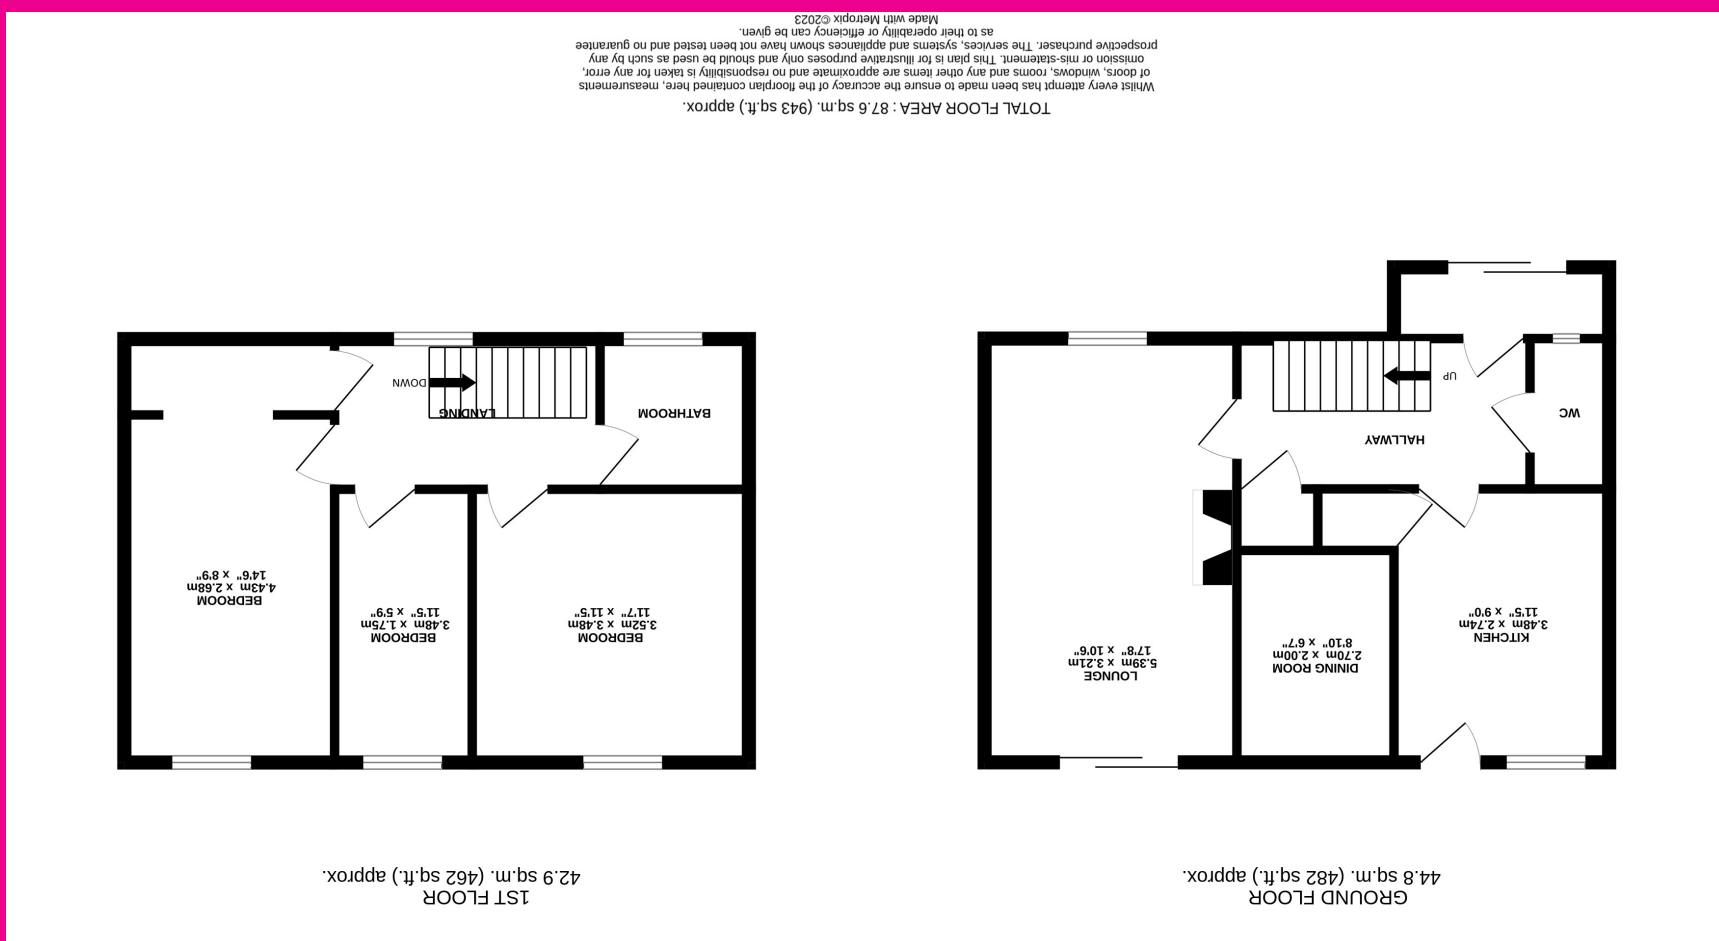 GROUND FLOOR
44.8 sq.m. (482 sq.ft.) approx.
KITCHEN
3.48m x 2.74m
11'5" x 9'0"
DINING ROOM
2.70m x 2.00m
8'10" x 6'7"
LOUNGE
5.39m x 3.21m
17'8" x 10'6"
HALLWAY
WC
UP
1ST FLOOR
42.9 sq.m. (462 sq.ft.) approx.
BEDROOM
3.52m x 3.48m
11'7" x 11'5"
BEDROOM
3.48m x 1.75m
11'5" x 5'9"
BEDROOM
4.43m x 2.68m
14'6" x 8'9"
BATHROOM
LANDING
DOWN
TOTAL FLOOR AREA : 87.6 sq.m. (943 sq.ft.) approx.
Whilst every attempt has been made to ensure the accuracy of the floorplan contained here, measurements
of doors, windows, rooms and any other items are approximate and no responsibility is taken for any error,
omission or mis-statement. This plan is for illustrative purposes only and should be used as such by any
prospective purchaser. The services, systems and appliances shown have not been tested and no guarantee
as to their operability or efficiency can be given.
Made with Metropix ©2023